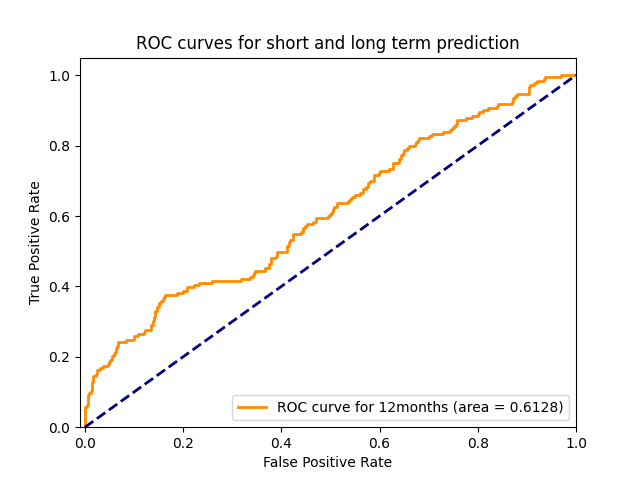 ROC curves for short and long term prediction
True Positive Rate
1.0
0.8
0.6
0.4
0.2
0.0
ROC curve for 12months (area = 0.6128)
0.0 0.2 0.4 0.6 0.8 1.0
False Positive Rate